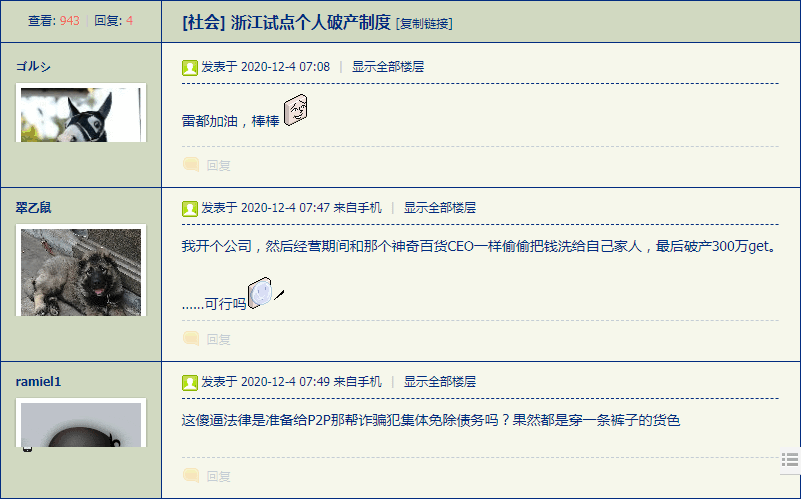 查看: 943 | 回复: 4
[社会] 浙江试点个人破产制度 [复制链接]
ゴルシ
发表于 2020-12-4 07:08 | 显示全部楼层
雷都加油，棒棒
回复
翠乙鼠
发表于 2020-12-4 07:47 来自手机 | 显示全部楼层
我开个公司，然后经营期间和那个神奇百货CEO一样偷偷把钱洗给自己家人，最后破产300万get。
......可行吗
回复
ramiel1
发表于 2020-12-4 07:49 来自手机 | 显示全部楼层
这傻逼法律是准备给P2P那帮诈骗犯集体免除债务吗？果然都是穿一条裤子的货色
回复